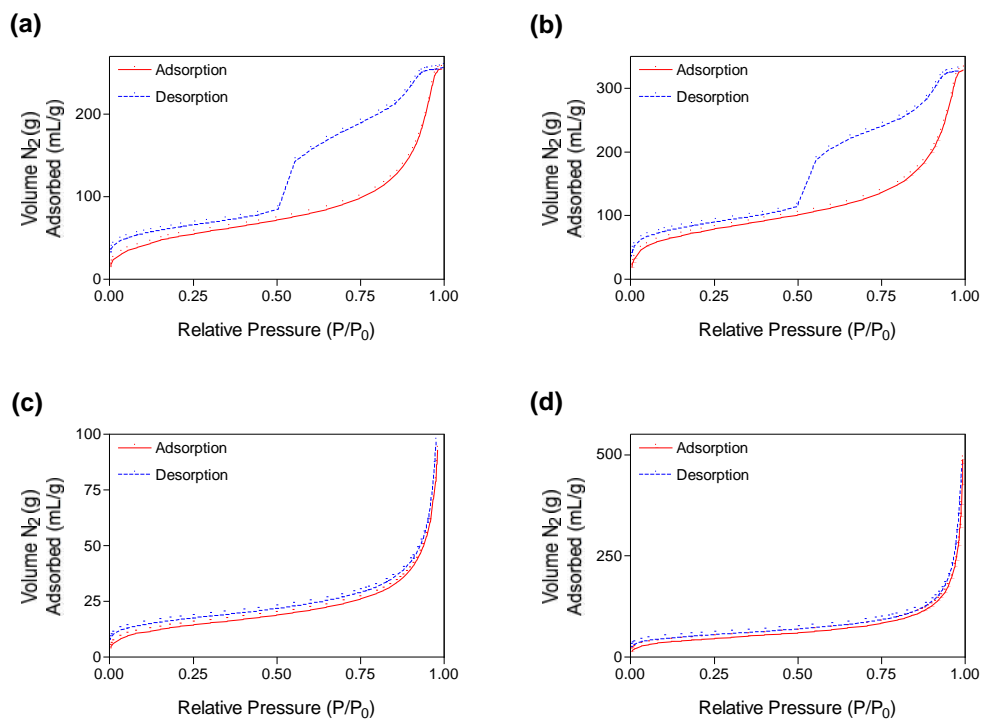 (a)
Adsorption
Desorption
Volume N2(g)
Adsorbed (mL/g)
200
100
0
0.00 0.25 0.50 0.75 1.00
Relative Pressure (P/P0)
(b)
Adsorption
Desorption
Volume N2(g)
Adsorbed (mL/g)
300
200
100
0
0.00 0.25 0.50 0.75 1.00
Relative Pressure (P/P0)
(c)
Adsorption
Desorption
Volume N2(g)
Adsorbed (mL/g)
100
75
50
25
0
0.00 0.25 0.50 0.75 1.00
Relative Pressure (P/P0)
(d)
Adsorption
Desorption
Volume N2(g)
Adsorbed (mL/g)
500
250
0
0.00 0.25 0.50 0.75 1.00
Relative Pressure (P/P0)